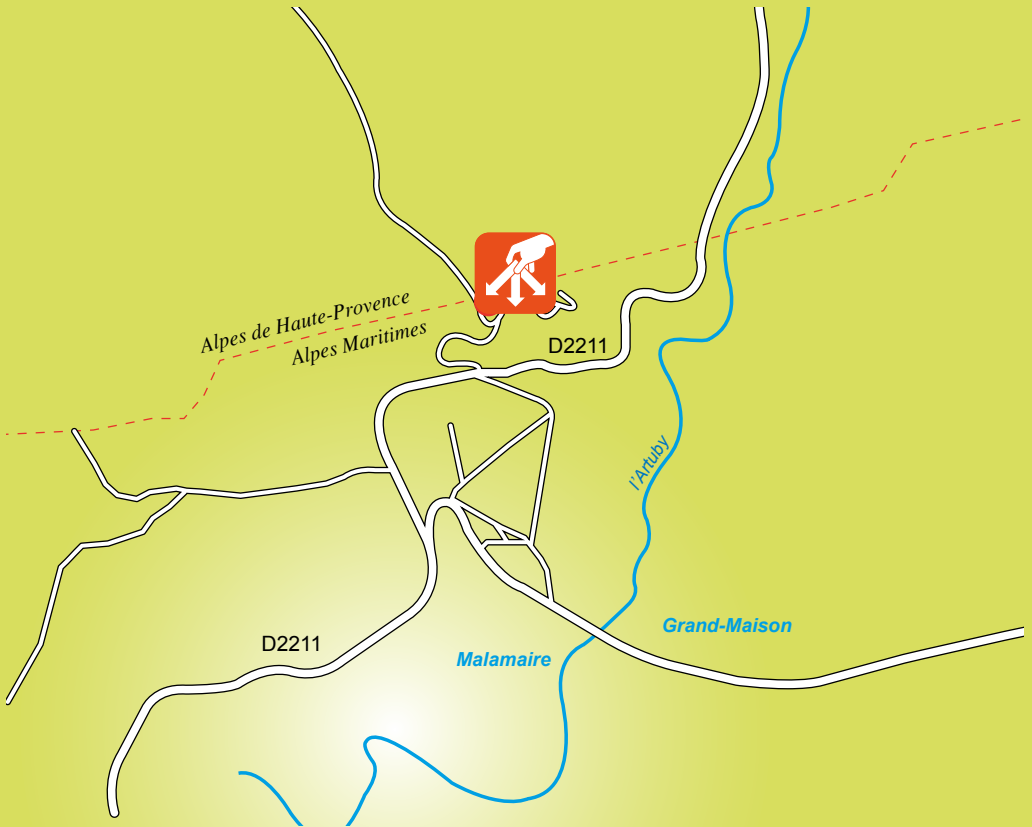 Alpes de Haute-Provence
Alpes Maritimes
D2211
l'Artuby
Grand-Maison
D2211
Malamaire